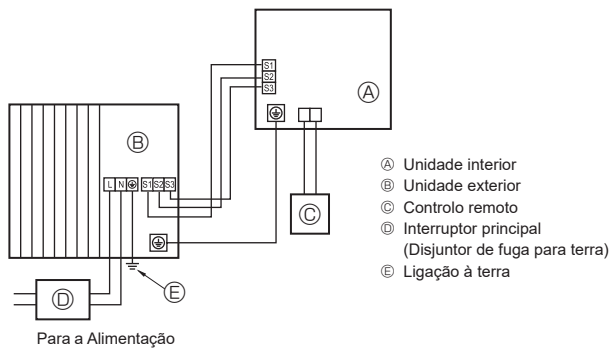 S1
S2
S3
Ⓐ
Ⓑ
L N S1 S2 S3
Ⓒ
Ⓓ
Ⓔ
Para a Alimentação
Ⓐ Unidade interior
Ⓑ Unidade exterior
Ⓒ Controlo remoto
Ⓓ Interruptor principal
(Disjuntor de fuga para terra)
Ⓔ Ligação à terra